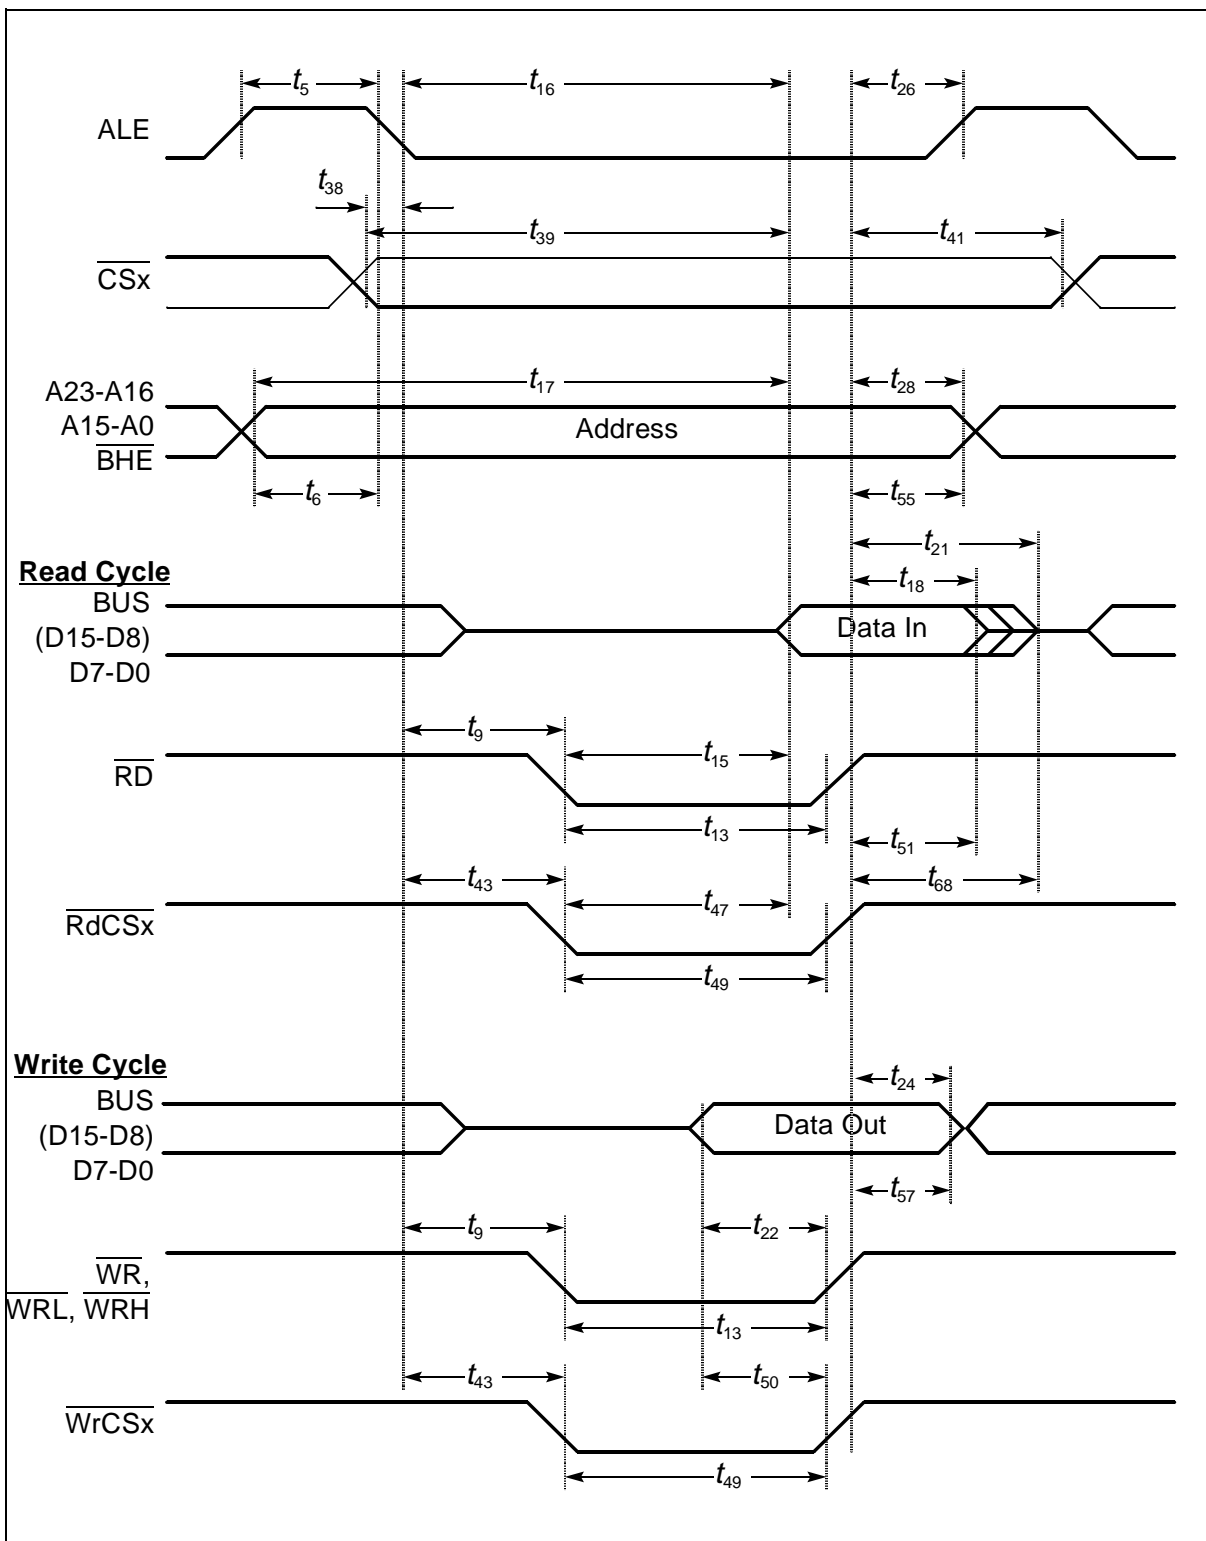 t5 t16 t26
ALE
t38
t39 t41
CSx
t17 t28
A23-A16
A15-A0
BHE
Address
t6 t55
t21
t18
Read Cycle
BUS
(D15-D8)
D7-D0
Data In
t9
t15
RD
t13
t51
t43 t68
t47
RdCSx
t49
Write Cycle
t24
BUS
(D15-D8)
D7-D0
Data Out
t57
t9 t22
WR,
WRL, WRH
t13
t43 t50
WrCSx
t49